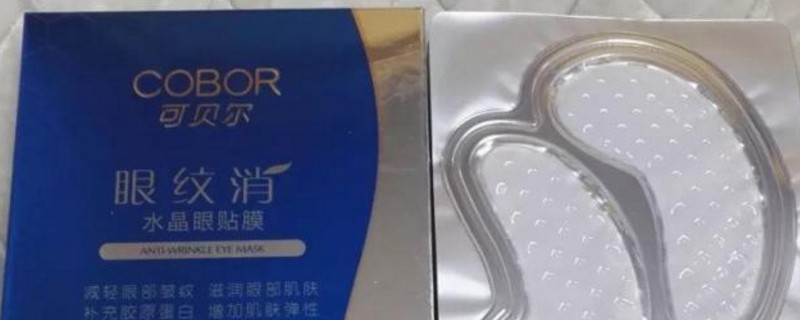 COBOR
可贝尔
眼纹消
水晶眼贴膜
ANTI-WRINKLE EYE MASK
减轻眼部皱纹 滋润眼部肌肤
补充胶原蛋白 增加肌肤弹性